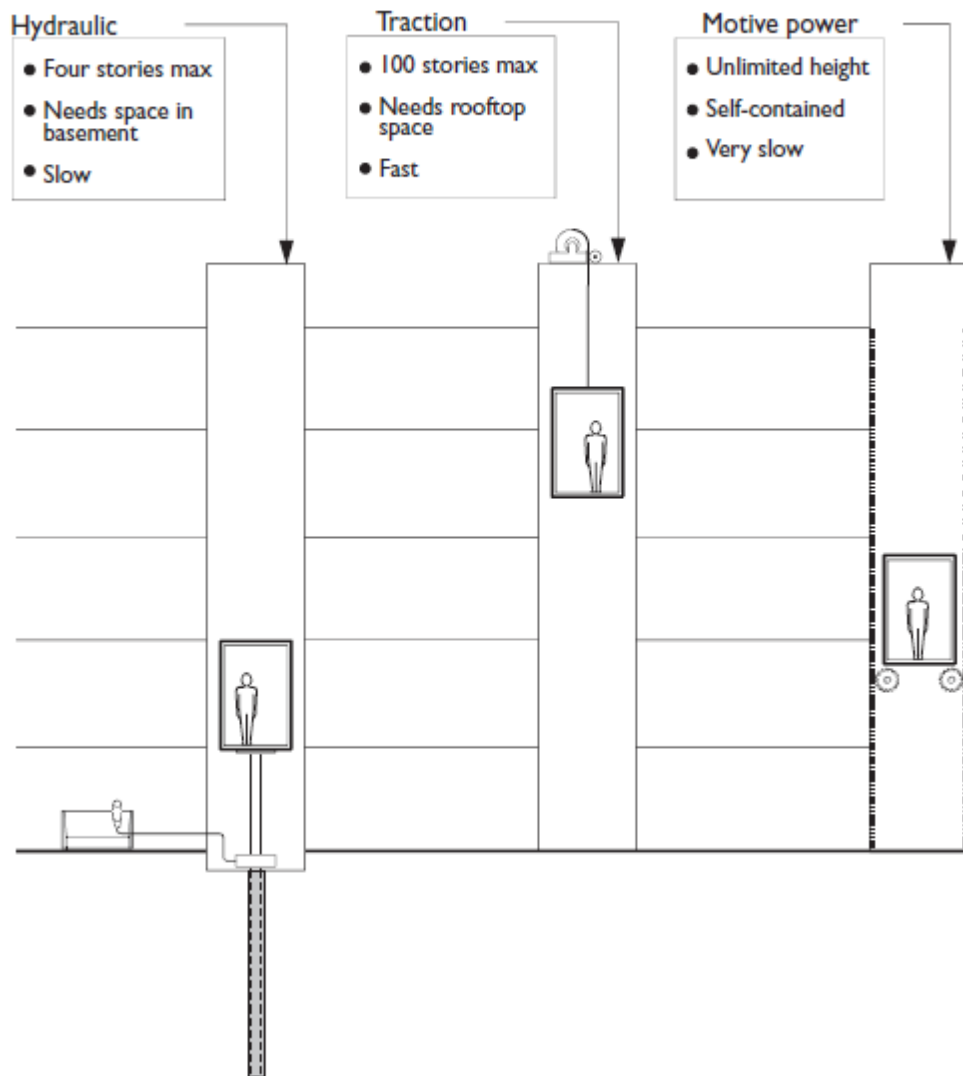 Hydraulic
• Four stories max
• Needs space in
basement
• Slow
Traction
• 100 stories max
• Needs rooftop
space
• Fast
Motive power
• Unlimited height
• Self-contained
• Very slow